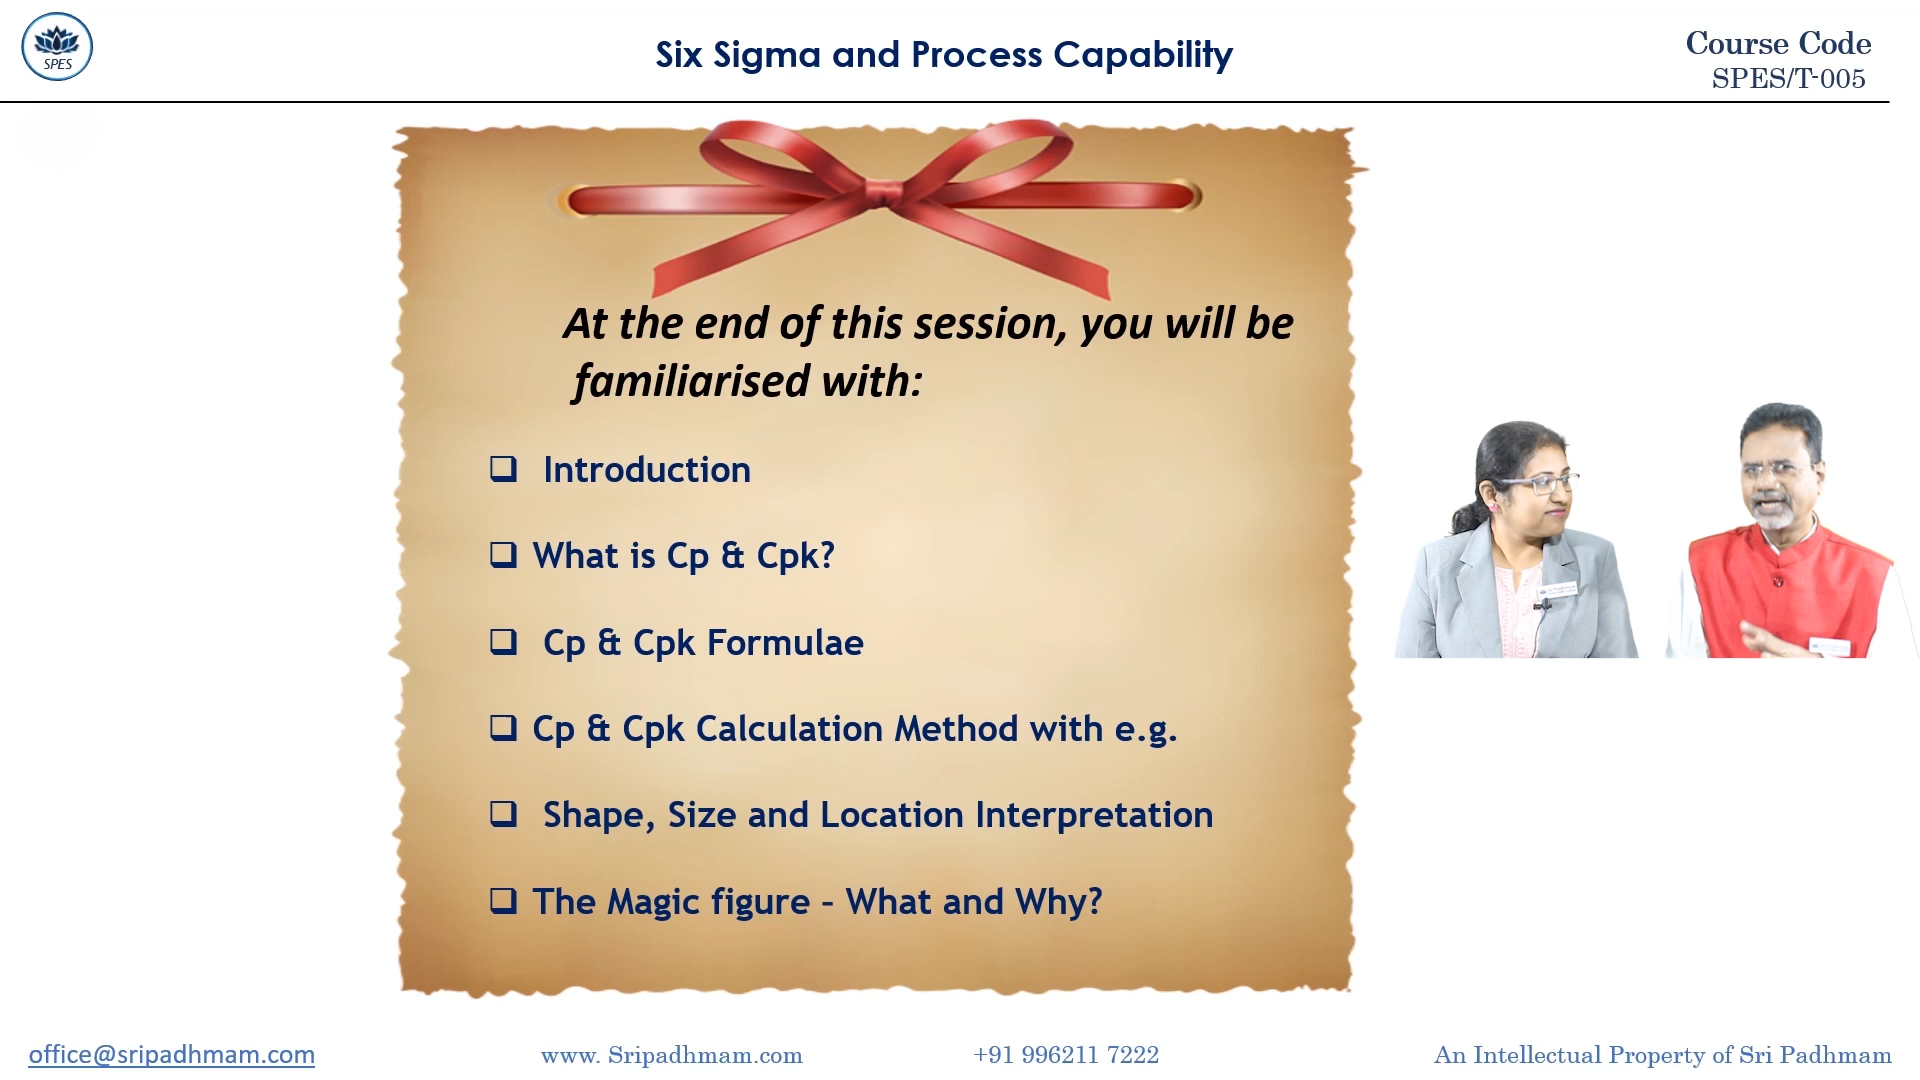 SPES
Six Sigma and Process Capability
Course Code
SPES/T-005
At the end of this session, you will be
familiarised with:
Introduction
What is Cp & Cpk?
Cp & Cpk Formulae
Cp & Cpk Calculation Method with e.g.
Shape, Size and Location Interpretation
The Magic figure – What and Why?
office@sripadhmam.com
www. Sripadhmam.com
+91 996211 7222
An Intellectual Property of Sri Padhmam